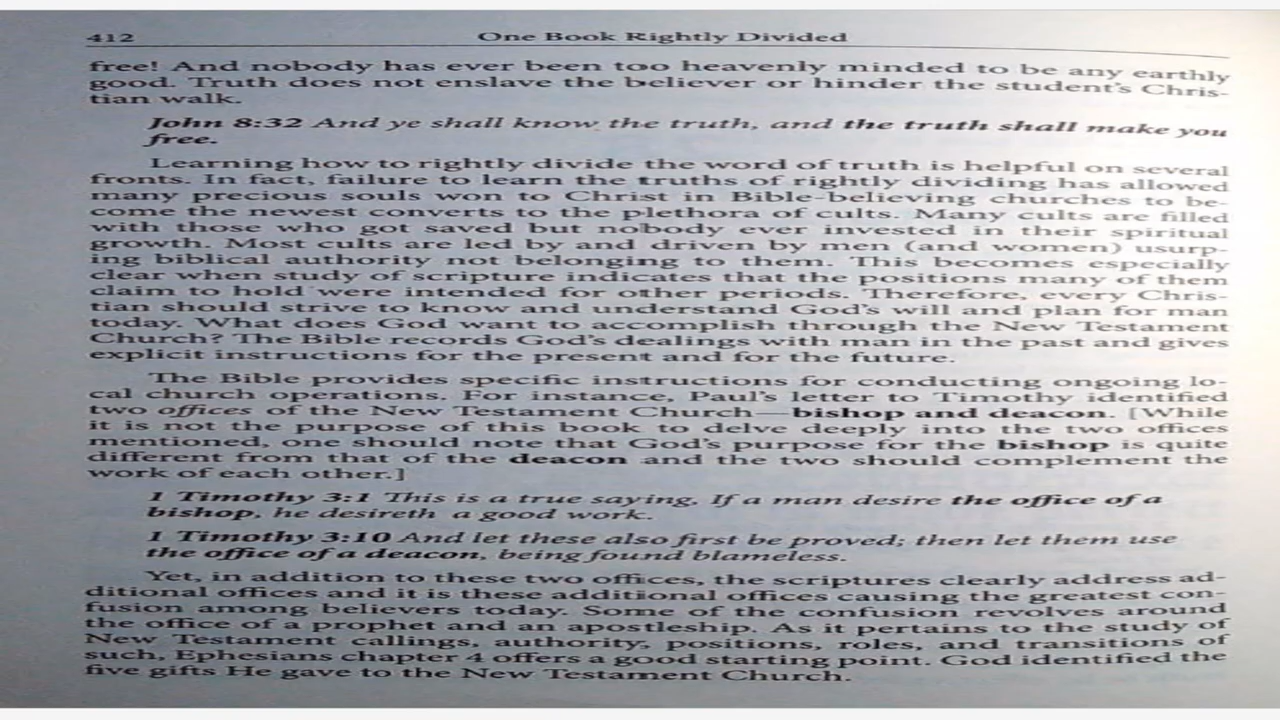 412 One Book Rightly Divided
free! And nobody has ever been too heavenly minded to be any earthly
good. Truth does not enslave the believer or hinder the student's Chris-
tian walk.
John 8:32 And ye shall know the truth, and the truth shall make you
free.
Learning how to rightly divide the word of truth is helpful on several
fronts. In fact, failure to learn the truths of rightly dividing has allowed
many precious souls won to Christ in Bible-believing churches to be-
come the newest converts to the plethora of cults. Many cults are filled
with those who got saved but nobody ever invested in their spiritual
growth. Most cults are led by and driven by men (and women) usurp-
ing biblical authority not belonging to them. This becomes especially
clear when study of scripture indicates that the positions many of them
claim to hold were intended for other periods. Therefore, every Chris-
tian should strive to know and understand God's will and plan for man
today. What does God want to accomplish through the New Testament
Church? The Bible records God's dealings with man in the past and gives
explicit instructions for the present and for the future.
The Bible provides specific instructions for conducting ongoing lo-
cal church operations. For instance, Paul's letter to Timothy identified
two offices of the New Testament Church—bishop and deacon. [While
it is not the purpose of this book to delve deeply into the two offices
mentioned, one should note that God's purpose for the bishop is quite
different from that of the deacon and the two should complement the
work of each other.]
1 Timothy 3:1 This is a true saying, If a man desire the office of a
bishop, he desireth a good work.
1 Timothy 3:10 And let these also first be proved; then let them use
the office of a deacon, being found blameless.
Yet, in addition to these two offices, the scriptures clearly address ad-
ditional offices and it is these additional offices causing the greatest con-
fusion among believers today. Some of the confusion revolves around
the office of a prophet and an apostleship. As it pertains to the study of
New Testament callings, authority, positions, roles, and transitions of
such, Ephesians chapter 4 offers a good starting point. God identified the
five gifts He gave to the New Testament Church.